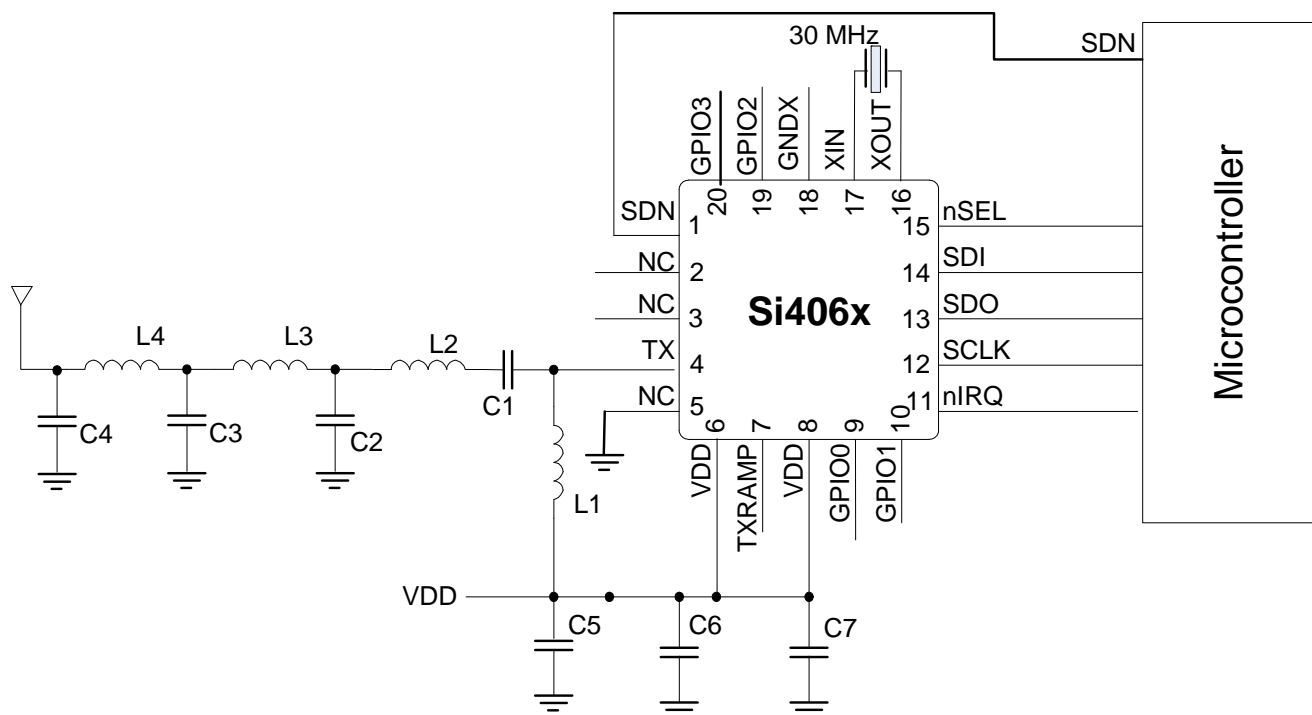 30 MHz
SDN
GPIO3
GPIO2
GNDX
XIN
XOUT
20
19
18
17
16
SDN
1
nSEL
15
NC
2
SDI
14
Si406x
NC
3
SDO
13
L4
L3
L2
TX
4
SCLK
12
C1
NC
5
nIRQ
11
C4
C3
C2
6
7
8
9
10
VDD
TXRAMP
VDD
GPIO0
GPIO1
L1
VDD
C5
C6
C7
Microcontroller